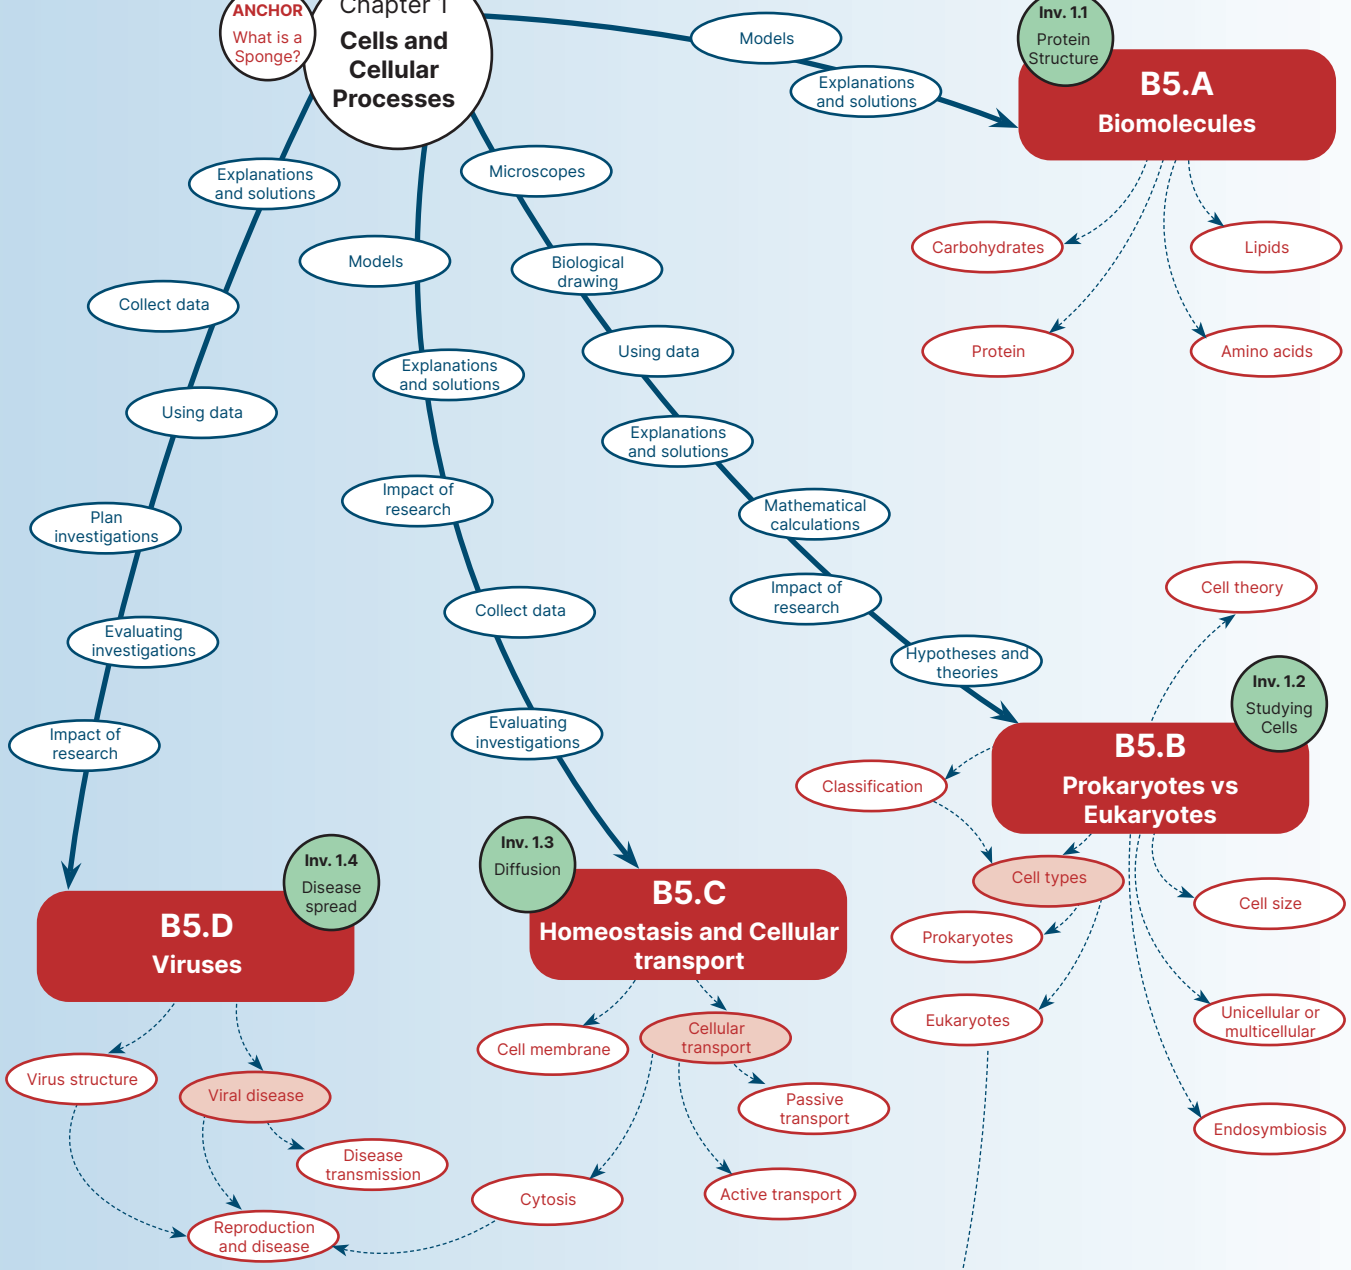 ANCHOR
What is a
Sponge?
Chapter 1
Cells and
Cellular
Processes
Models
Explanations
and solutions
Inv. 1.1
Protein
Structure
B5.A
Biomolecules
Carbohydrates
Lipids
Protein
Amino acids
Microscopes
Biological
drawing
Using data
Explanations
and solutions
Mathematical
calculations
Impact of
research
Hypotheses and
theories
Cell theory
Inv. 1.2
Studying
Cells
B5.B
Prokaryotes vs
Eukaryotes
Classification
Cell types
Cell size
Prokaryotes
Eukaryotes
Unicellular or
multicellular
Endosymbiosis
Models
Explanations
and solutions
Impact of
research
Collect data
Evaluating
investigations
Inv. 1.3
Diffusion
B5.C
Homeostasis and Cellular
transport
Cell membrane
Cellular
transport
Passive
transport
Active transport
Cytosis
Explanations
and solutions
Collect data
Using data
Plan
investigations
Evaluating
investigations
Impact of
research
Inv. 1.4
Disease
spread
B5.D
Viruses
Virus structure
Viral disease
Disease
transmission
Reproduction
and disease